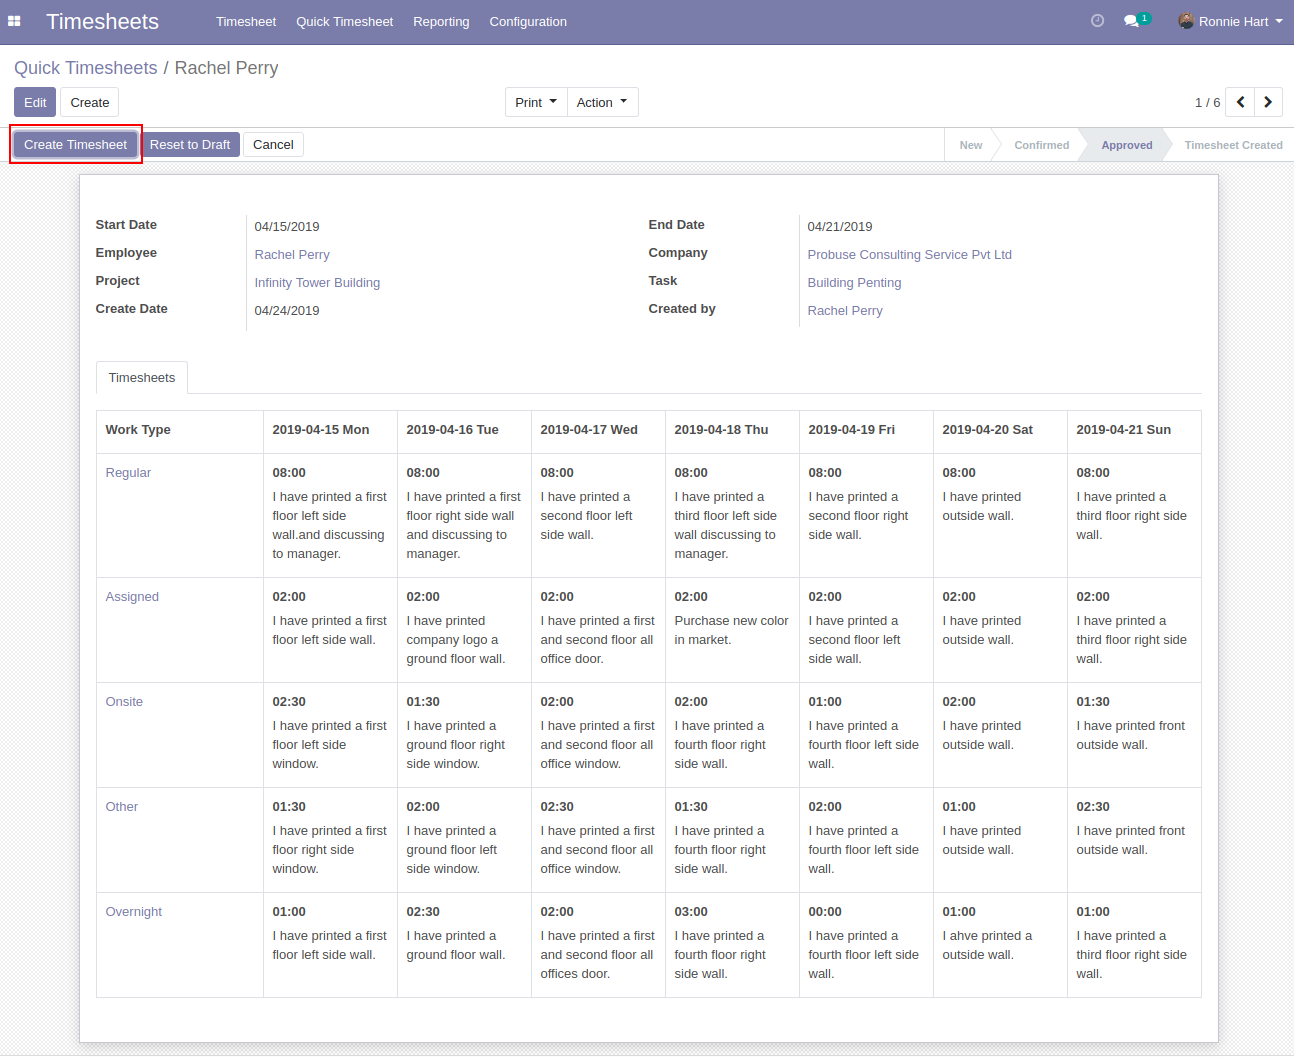 Timesheets Timesheet Quick Timesheet Reporting Configuration 1 Ronnie Hart
Quick Timesheets / Rachel Perry
Edit Create Print Action 1 / 6
Create Timesheet Reset to Draft Cancel New Confirmed Approved Timesheet Created
Start Date 04/15/2019 End Date 04/21/2019
Employee Rachel Perry Company Probuse Consulting Service Pvt Ltd
Project Infinity Tower Building Task Building Penting
Create Date 04/24/2019 Created by Rachel Perry
Timesheets
Work Type 2019-04-15 Mon 2019-04-16 Tue 2019-04-17 Wed 2019-04-18 Thu 2019-04-19 Fri 2019-04-20 Sat 2019-04-21 Sun
Regular 08:00 08:00 08:00 08:00 08:00 08:00 08:00
I have printed a first I have printed a first I have printed a I have printed a I have printed a I have printed I have printed a
floor left side floor right side wall second floor left third floor left side second floor right outside wall. third floor right side
wall.and discussing and discussing to side wall. wall discussing to side wall. wall.
to manager. manager. manager.
Assigned 02:00 02:00 02:00 02:00 02:00 02:00 02:00
I have printed a first I have printed I have printed a first Purchase new color I have printed a I have printed I have printed a
floor left side wall. company logo a and second floor all in market. second floor left outside wall. third floor right side
ground floor wall. office door. side wall. wall.
Onsite 02:30 01:30 02:00 02:00 01:00 02:00 01:30
I have printed a first I have printed a I have printed a first I have printed a I have printed a I have printed I have printed front
floor left side ground floor right and second floor all fourth floor right fourth floor left side outside wall. outside wall.
window. side window. office window. side wall. wall.
Other 01:30 02:00 02:30 01:30 02:00 01:00 02:30
I have printed a first I have printed a I have printed a first I have printed a I have printed a I have printed I have printed front
floor right side ground floor left and second floor all fourth floor right fourth floor left side outside wall. outside wall.
window. side window. office window. side wall. wall.
Overnight 01:00 02:30 02:00 03:00 00:00 01:00 01:00
I have printed a first I have printed a I have printed a first I have printed a I have printed a I ahve printed a I have printed a
floor left side wall. ground floor wall. and second floor all fourth floor right fourth floor left side outside wall. third floor right side
offices door. side wall. wall. wall.